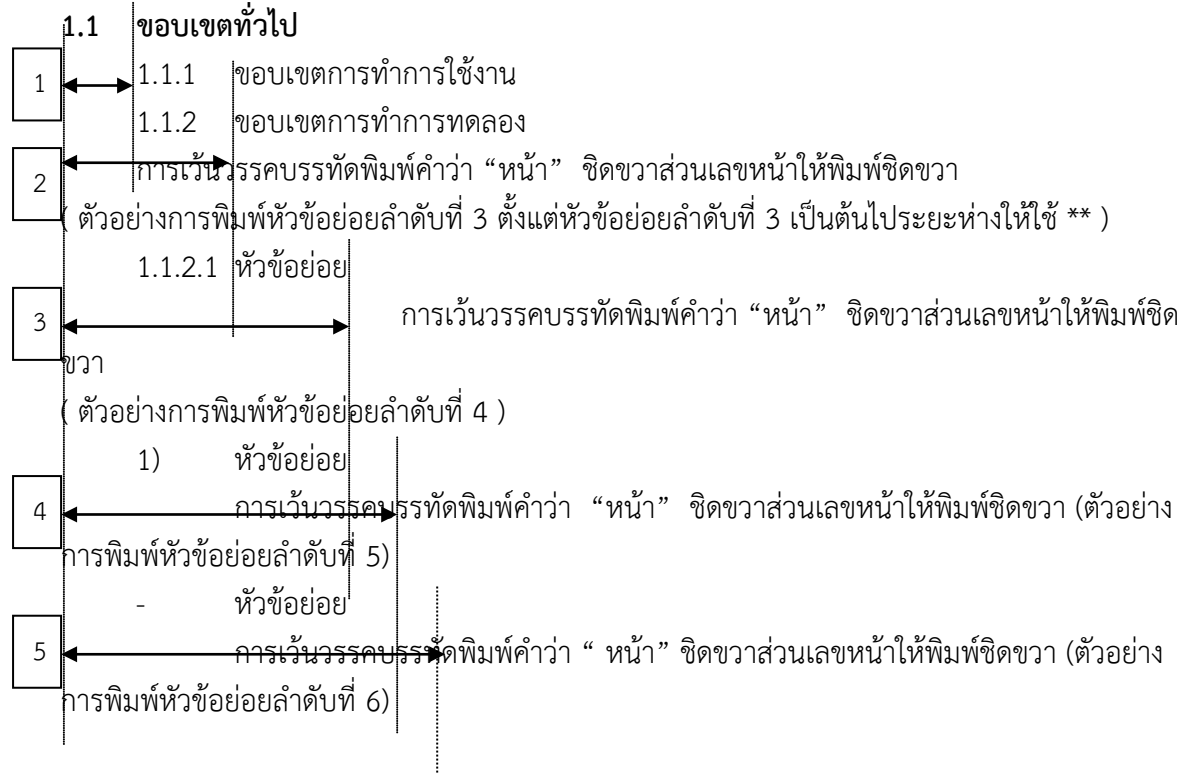 1.1 ขอบเขตทั่วไป
1 1.1.1 ขอบเขตการทำการใช้งาน
1.1.2 ขอบเขตการทำการทดลอง
2 การเว้นวรรคบรรทัดพิมพ์คำว่า “หน้า” ชิดขวาส่วนเลขหน้าให้พิมพ์ชิดขวา
( ตัวอย่างการพิมพ์หัวข้อย่อยลำดับที่ 3 ตั้งแต่หัวข้อย่อยลำดับที่ 3 เป็นต้นไประยะห่างให้ใช้ ** )
1.1.2.1 หัวข้อย่อย
3 การเว้นวรรคบรรทัดพิมพ์คำว่า “หน้า” ชิดขวาส่วนเลขหน้าให้พิมพ์ชิด
ขวา
( ตัวอย่างการพิมพ์หัวข้อย่อยลำดับที่ 4 )
1) หัวข้อย่อย
4 การเว้นวรรคบรรทัดพิมพ์คำว่า “หน้า” ชิดขวาส่วนเลขหน้าให้พิมพ์ชิดขวา (ตัวอย่าง
การพิมพ์หัวข้อย่อยลำดับที่ 5)
- หัวข้อย่อย
5 การเว้นวรรคบรรทัดพิมพ์คำว่า “ หน้า” ชิดขวาส่วนเลขหน้าให้พิมพ์ชิดขวา (ตัวอย่าง
การพิมพ์หัวข้อย่อยลำดับที่ 6)